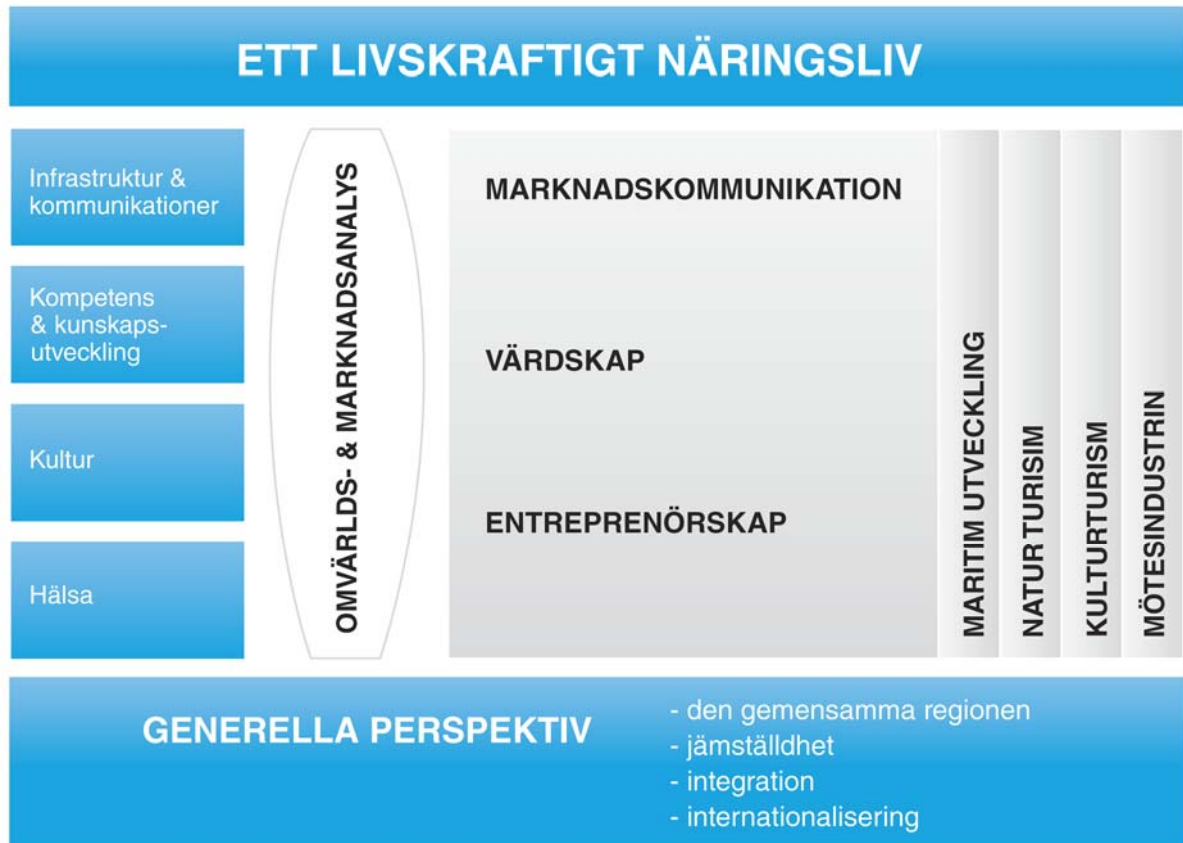 ETT LIVSKRAFTIGT NÄRINGSLIV
Infrastruktur &
kommunikationer
Kompetens
& kunskaps-
utveckling
Kultur
Hälsa
OMVÄRLDS- & MARKNADSANALYS
MARKNADSKOMMUNIKATION
VÄRDSKAP
ENTREPRENÖRSKAP
MARITIM UTVECKLING
NATURTURISIM
KULTURTURISM
MÖTESINDUSTRIN
GENERELLA PERSPEKTIV
- den gemensamma regionen
- jämställdhet
- integration
- internationalisering